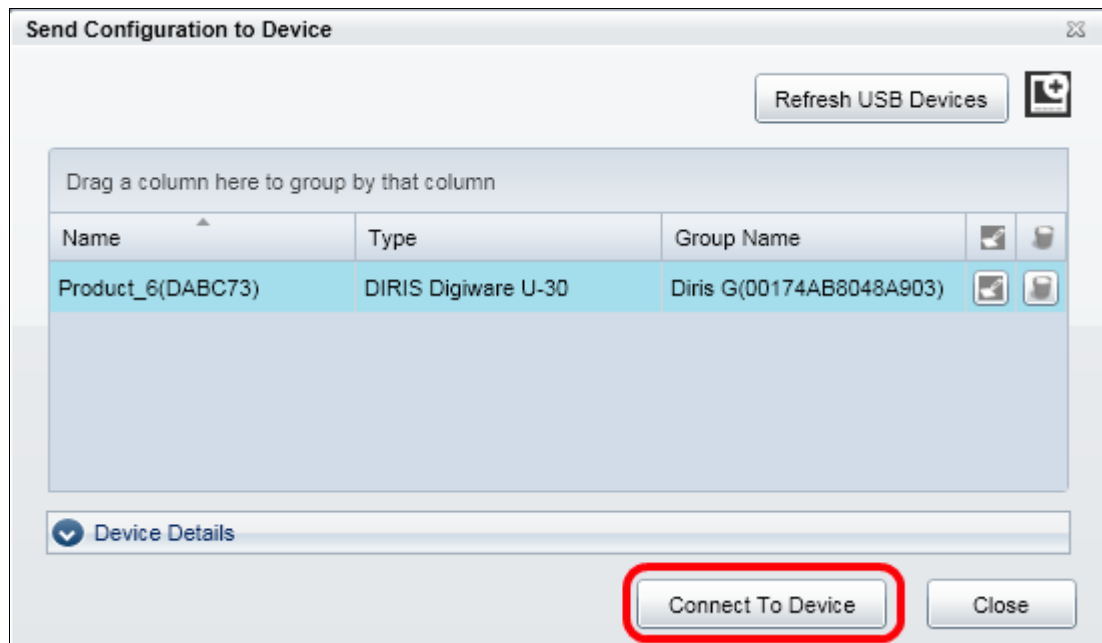 Send Configuration to Device
Refresh USB Devices
Drag a column here to group by that column
Name Type Group Name
Product_6(DABC73) DIRIS Digiware U-30 Diris G(00174AB8048A903)
Device Details
Connect To Device Close